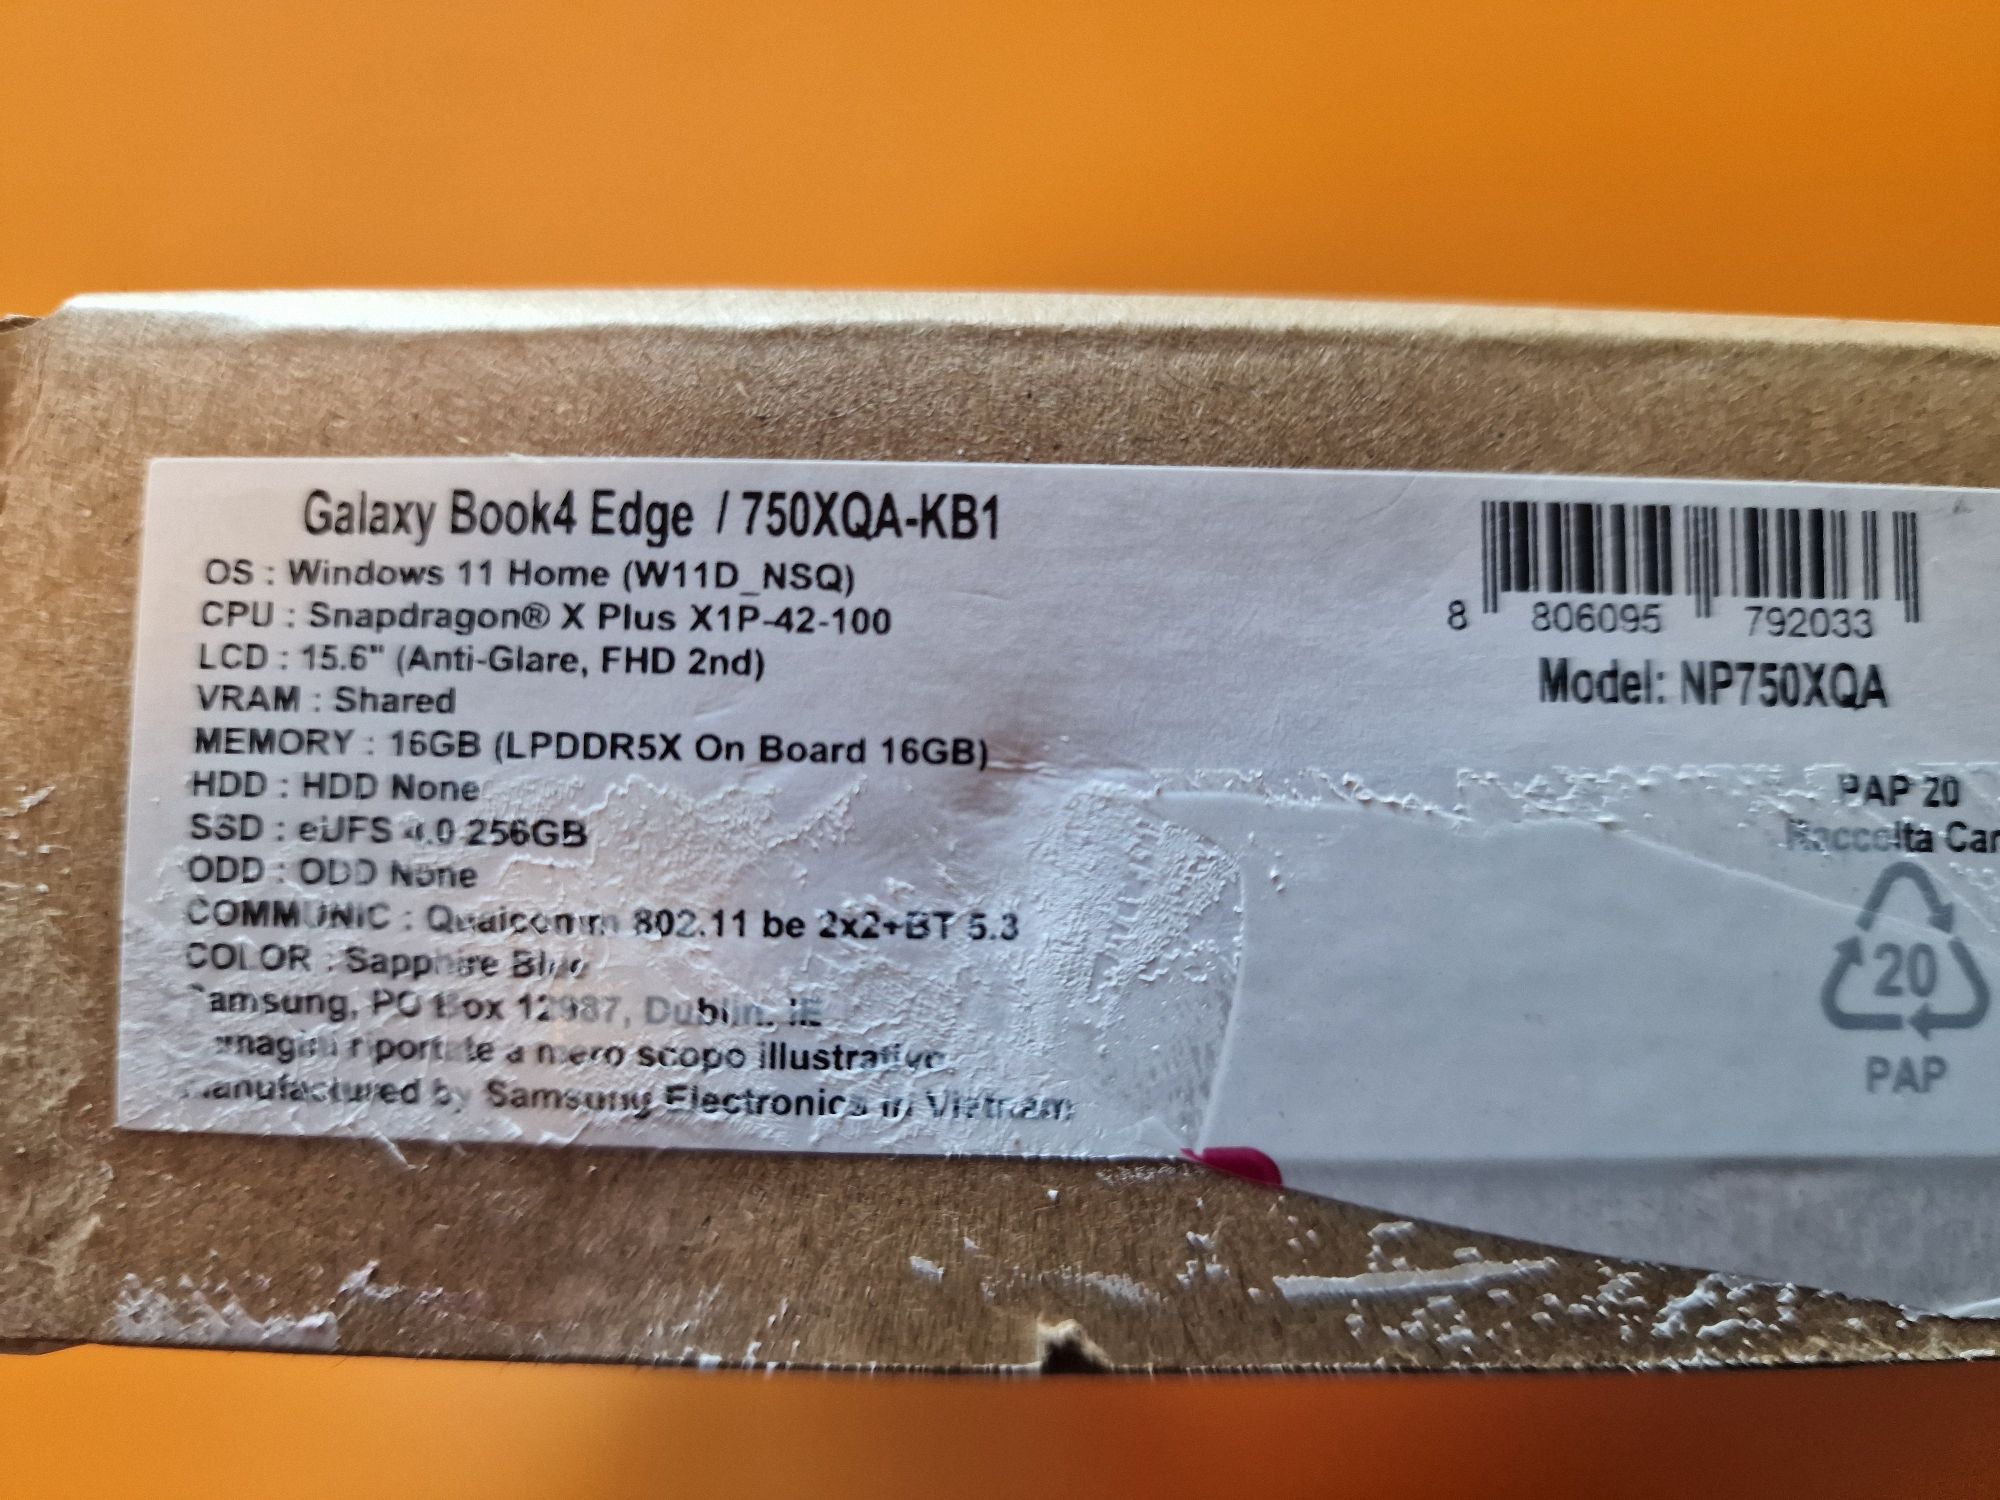 Galaxy Book4 Edge / 750XQA-KB1
OS : Windows 11 Home (W11D_NSQ)
CPU : Snapdragon® X Plus X1P-42-100
LCD : 15.6" (Anti-Glare, FHD 2nd)
VRAM : Shared
MEMORY : 16GB (LPDDR5X On Board 16GB)
HDD : HDD None
SSD : eUFS 4.0 256GB
ODD : ODD None
COMMUNIC : Qualcomm 802.11 be 2x2+BT 5.3
COLOR : Sapphire Blue
Samsung, PO Box 12987, Dublin. IE
riportate a mero scopo illustrativo
Manufactured by Samsung Electronics in Vietnam
8 806095 792033
Model: NP750XQA
PAP 20
Raccolta Car
20
PAP